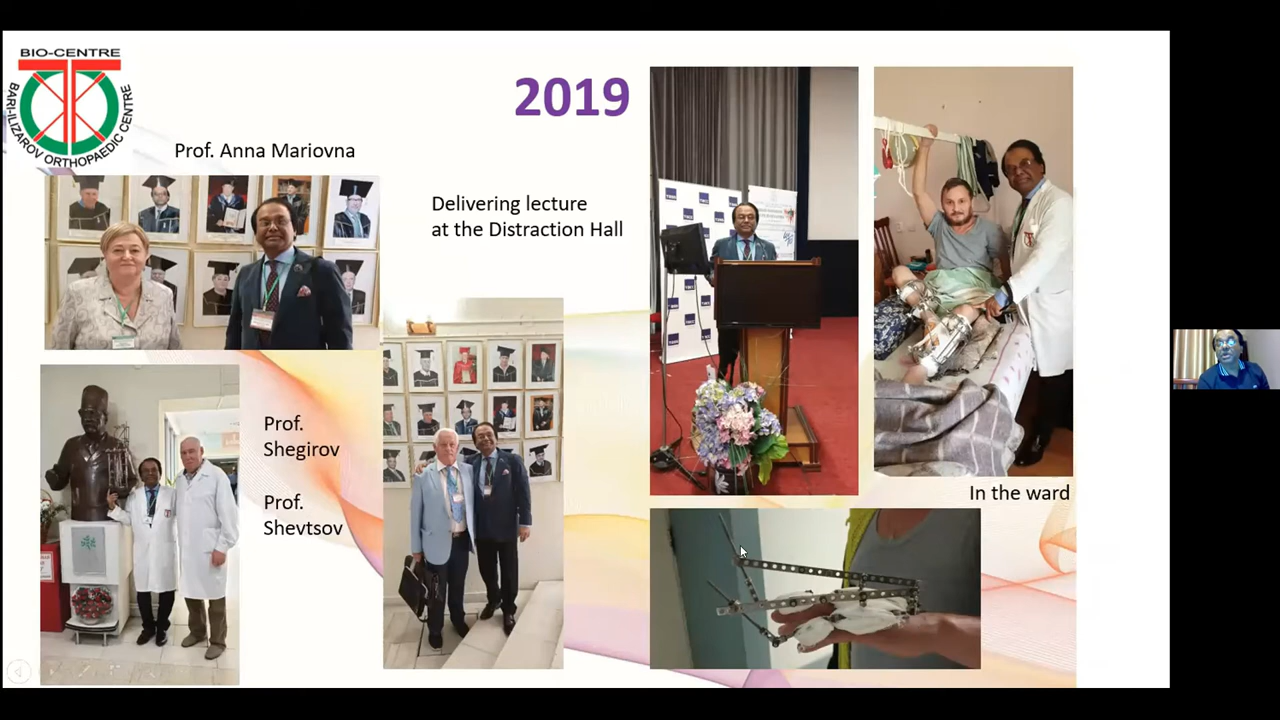 BIO-CENTRE
BARI-ILIZAROV ORTHOPAEDIC CENTRE
2019
Prof. Anna Mariovna
Delivering lecture
at the Distraction Hall
Prof.
Shegirov
Prof.
Shevtsov
In the ward